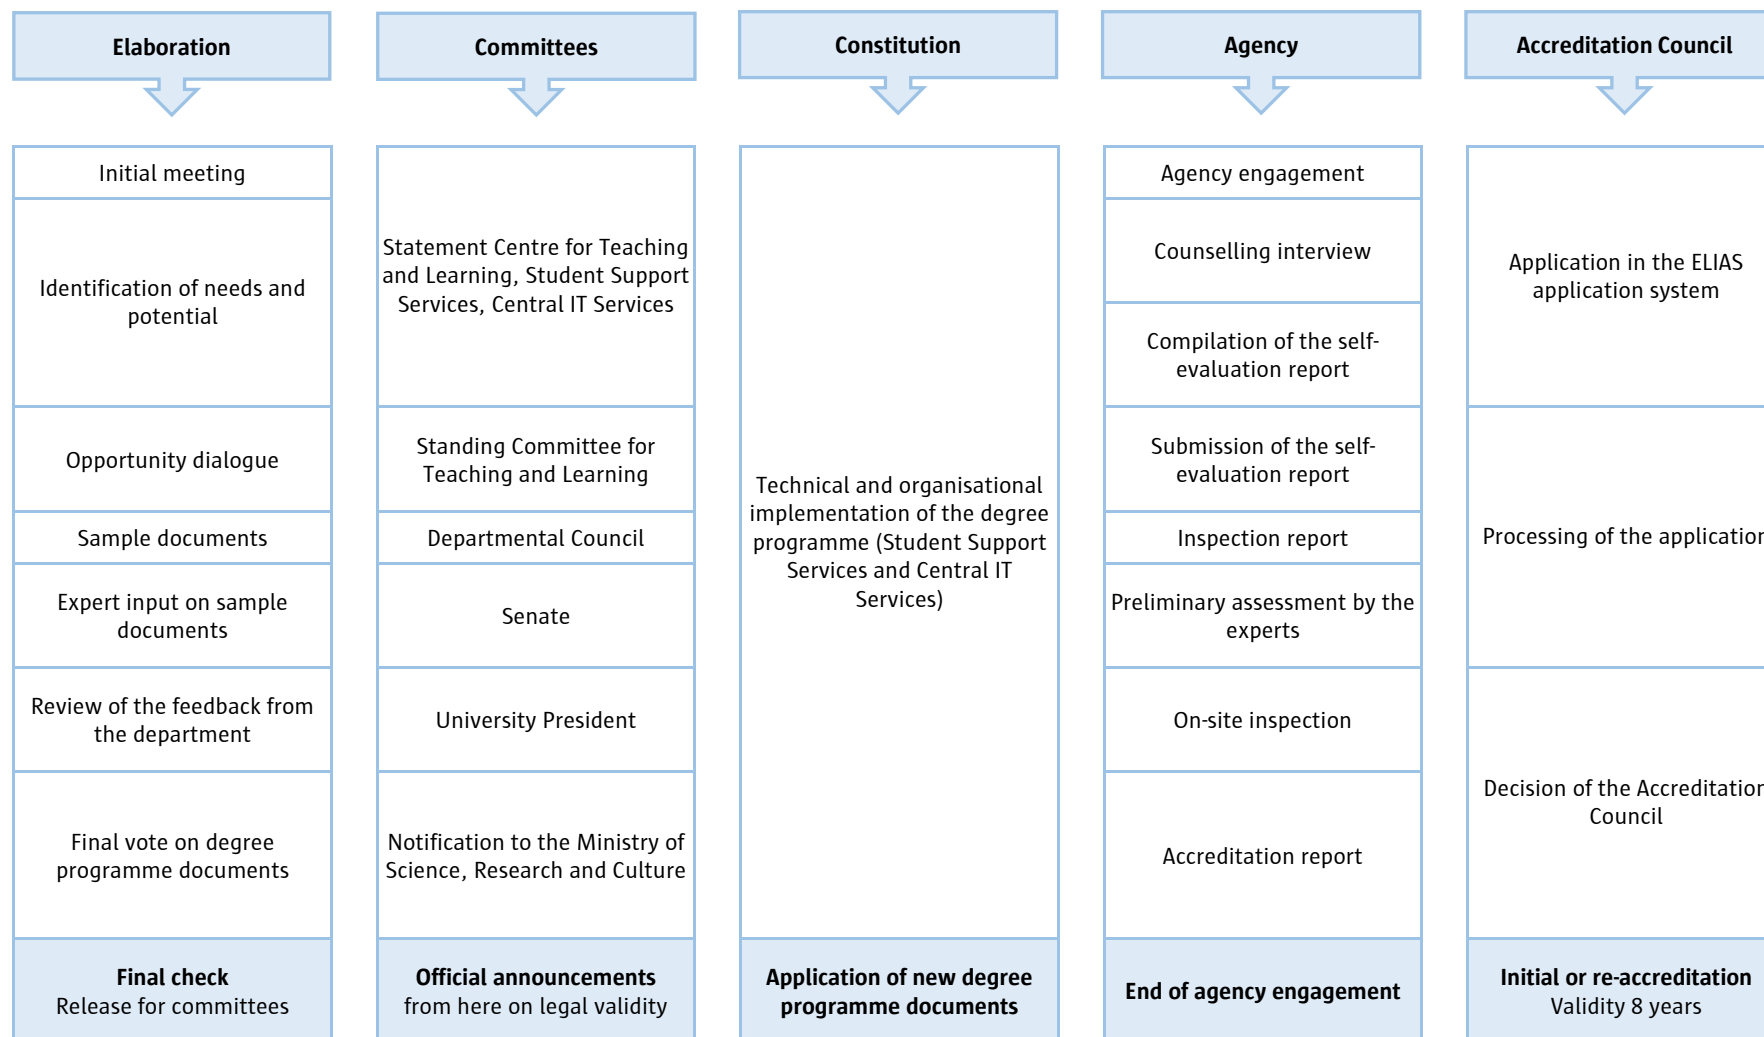 Elaboration
Initial meeting
Identification of needs and
potential
Opportunity dialogue
Sample documents
Expert input on sample
documents
Review of the feedback from
the department
Final vote on degree
programme documents
Final check
Release for committees
Committees
Statement Centre for Teaching
and Learning, Student Support
Services, Central IT Services
Standing Committee for
Teaching and Learning
Departmental Council
Senate
University President
Notification to the Ministry of
Science, Research and Culture
Official announcements
from here on legal validity
Constitution
Technical and organisational
implementation of the degree
programme (Student Support
Services and Central IT
Services)
Application of new degree
programme documents
Agency
Agency engagement
Counselling interview
Compilation of the self-
evaluation report
Submission of the self-
evaluation report
Inspection report
Preliminary assessment by the
experts
On-site inspection
Accreditation report
End of agency engagement
Accreditation Council
Application in the ELIAS
application system
Processing of the application
Decision of the Accreditation
Council
Initial or re-accreditation
Validity 8 years